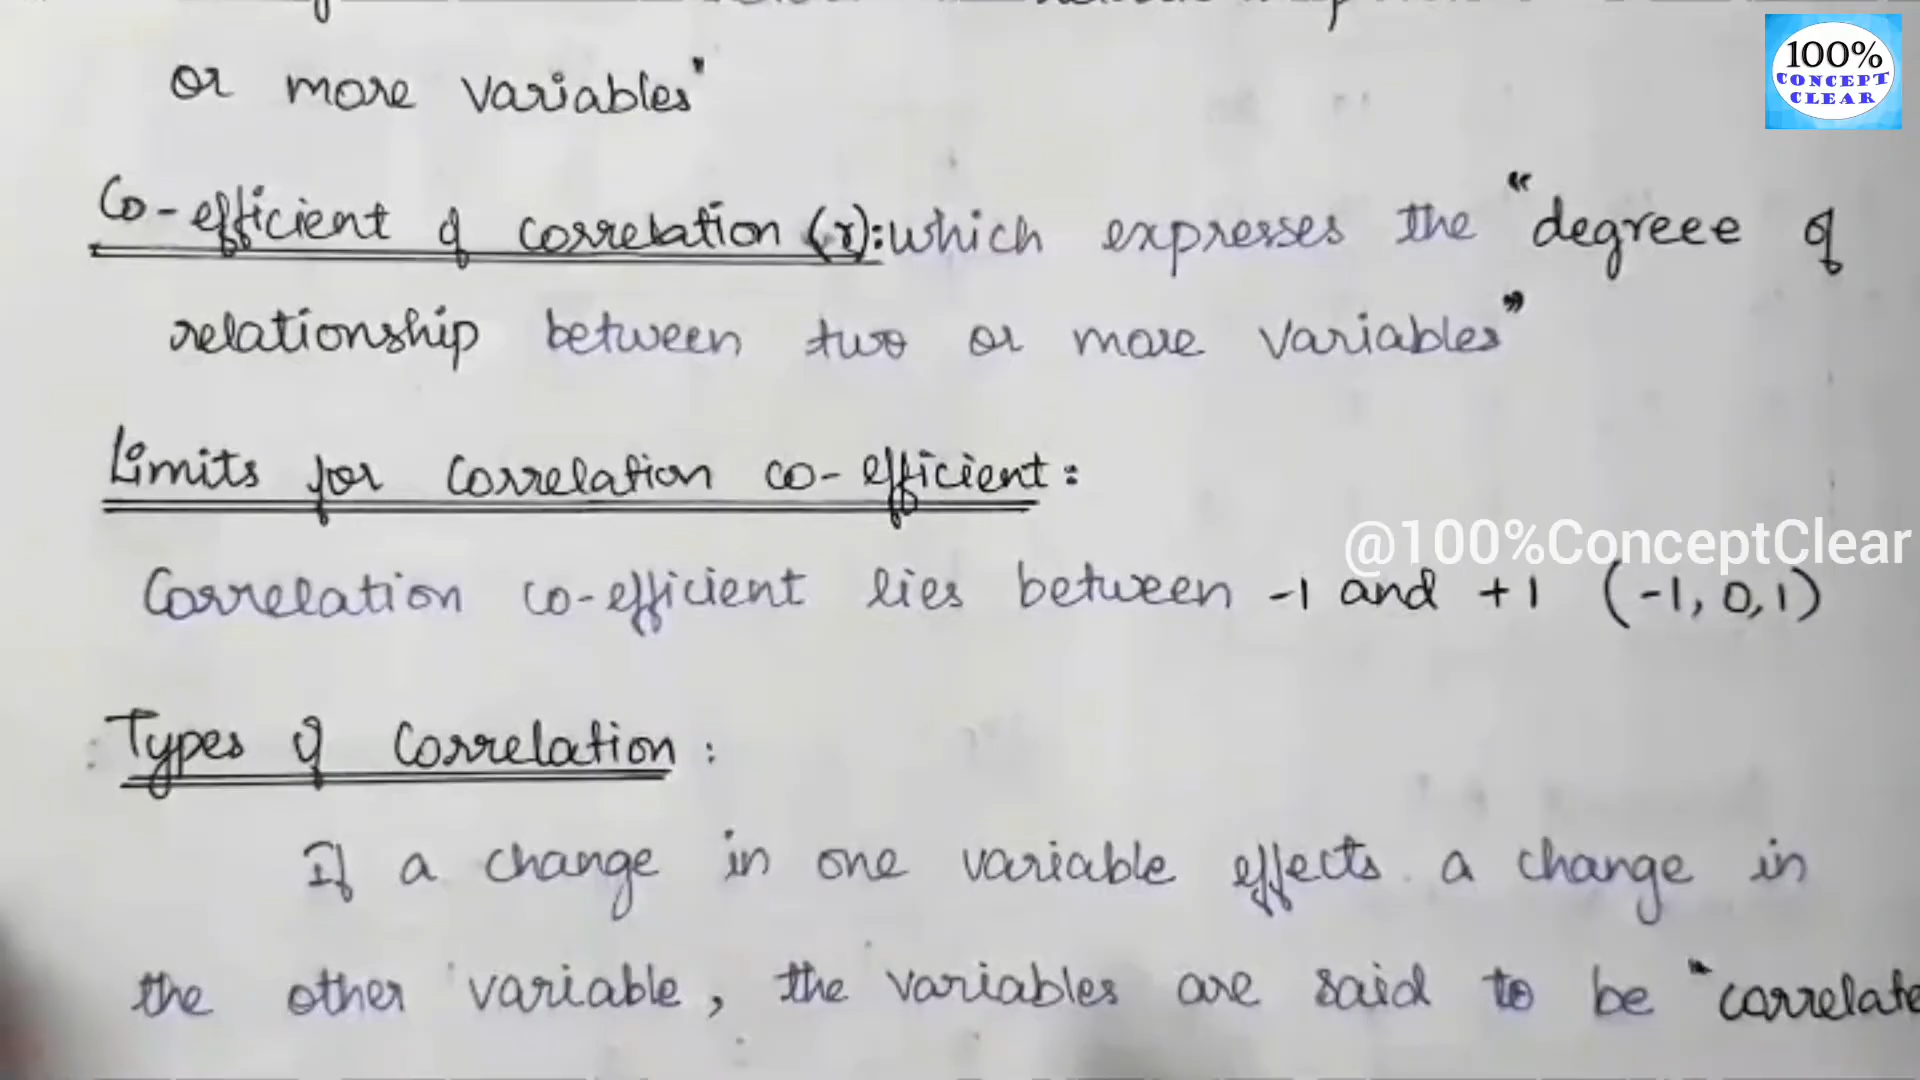 or more variables"
100%
CONCEPT
CLEAR
Co-efficient of correlation (r): which expresses the "degreee of
relationship between two or more variables"
Limits for Correlation co-efficient:
@100%ConceptClear
Correlation co-efficient lies between -1 and +1 (-1, 0, 1)
Types of Correlation:
If a change in one variable effects a change in
the other variable, the variables are said to be "correlate